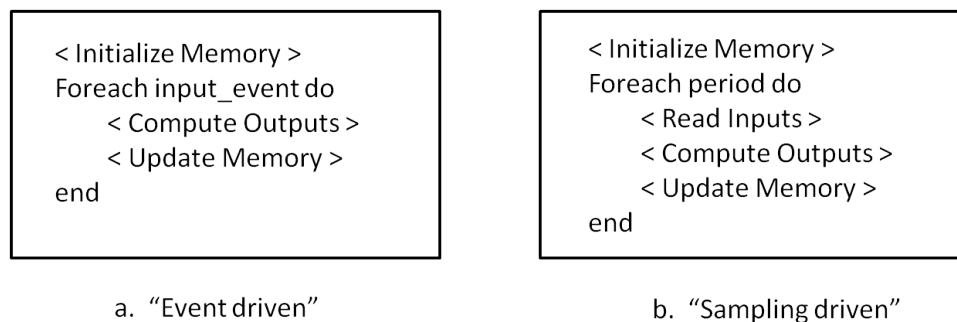 < Initialize Memory >
Foreach input_event do
< Compute Outputs >
< Update Memory >
end
a. “Event driven”
< Initialize Memory >
Foreach period do
< Read Inputs >
< Compute Outputs >
< Update Memory >
end
b. “Sampling driven”